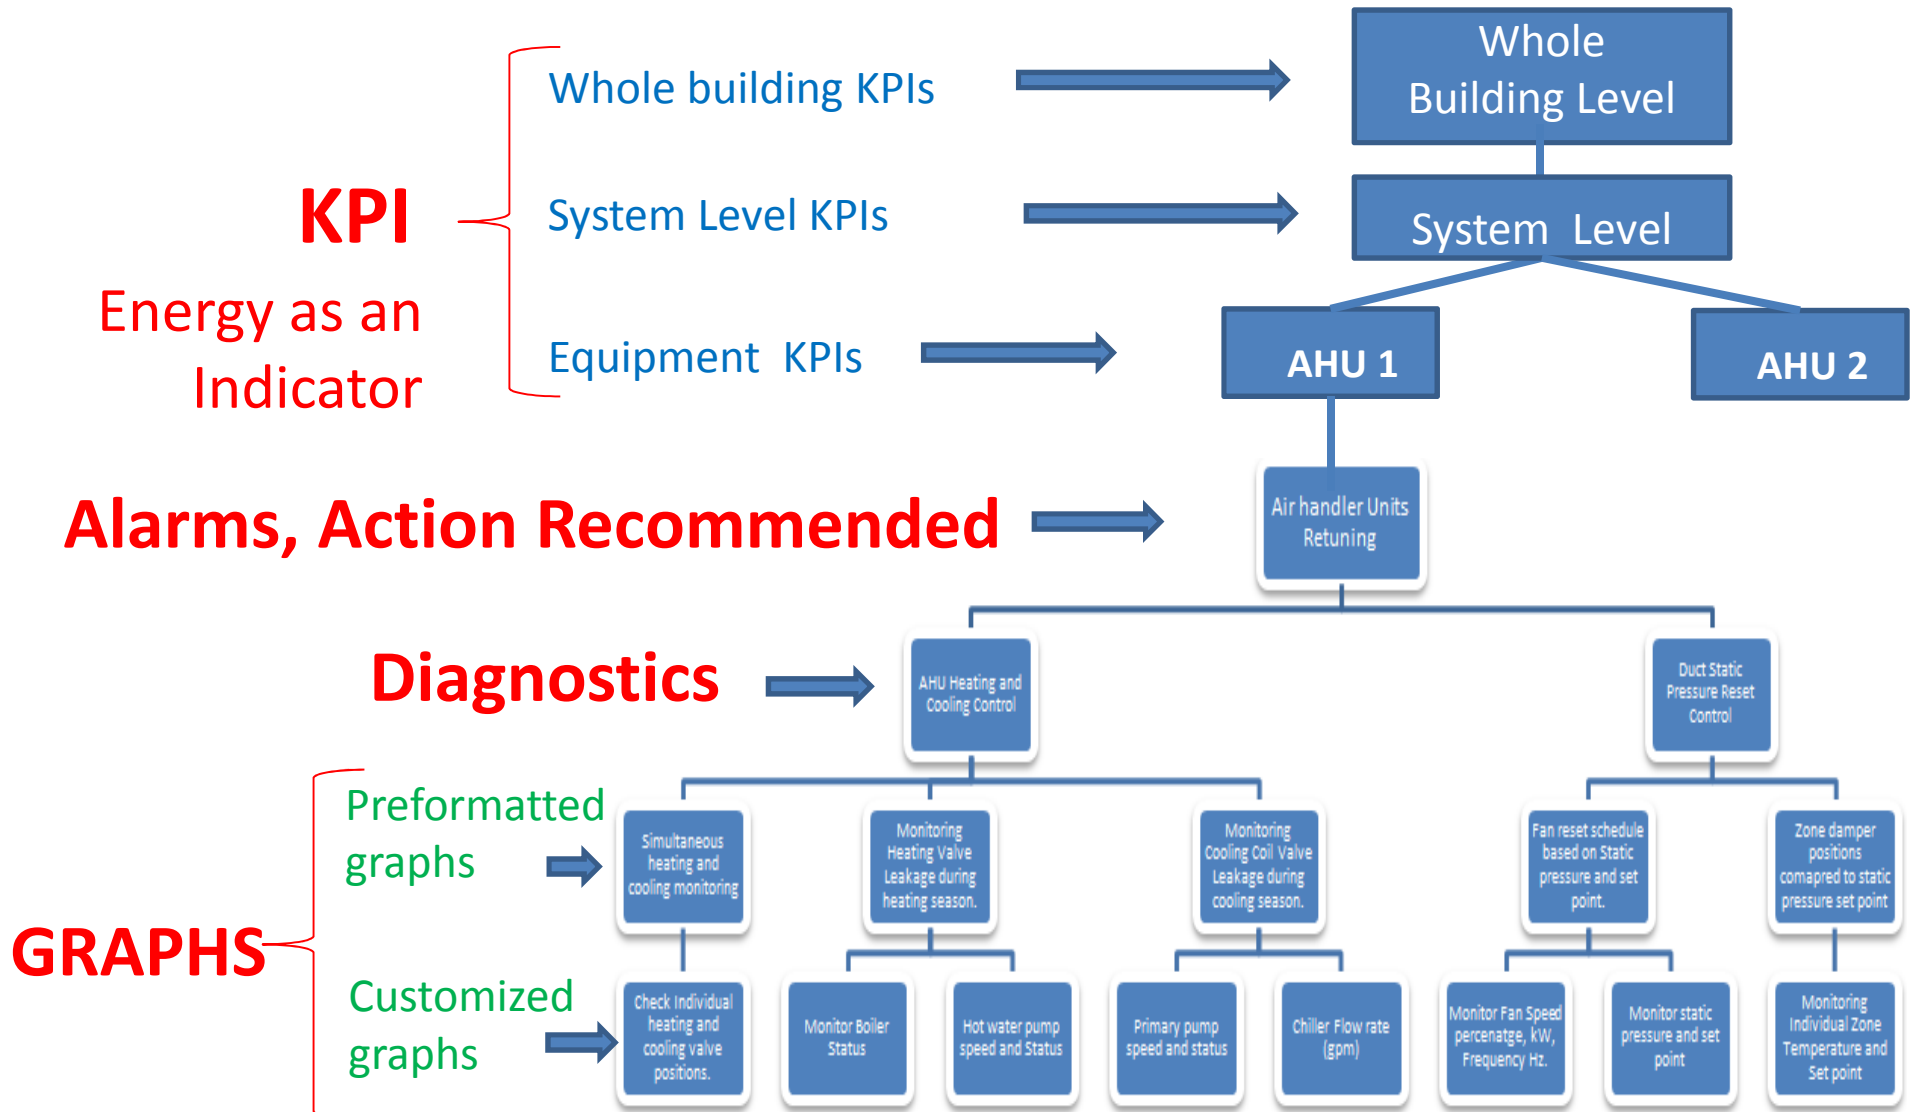 Whole building KPIs
Whole
Building Level
KPI
System Level KPIs
System Level
Energy as an
Indicator
Equipment KPIs
AHU 1
AHU 2
Alarms, Action Recommended
Air handler Units
Retuning
Diagnostics
AHU Heating and
Cooling Control
Duct Static
Pressure Reset
Control
GRAPHS
Preformatted
graphs
Simultaneous
heating and
cooling monitoring
Monitoring
Heating Valve
Leakage during
heating season.
Monitoring
Cooling Coil Valve
Leakage during
cooling season.
Fan reset schedule
based on Static
pressure and set
point.
Zone damper
positions
comapred to static
pressure set point
Customized
graphs
Check Individual
heating and
cooling valve
positions.
Monitor Boiler
Status
Hot water pump
speed and Status
Primary pump
speed and status
Chiller Flow rate
(gpm)
Monitor Fan Speed
percenatge, kW,
Frequency Hz.
Monitor static
pressure and set
point
Monitoring
Individual Zone
Temperature and
Set point